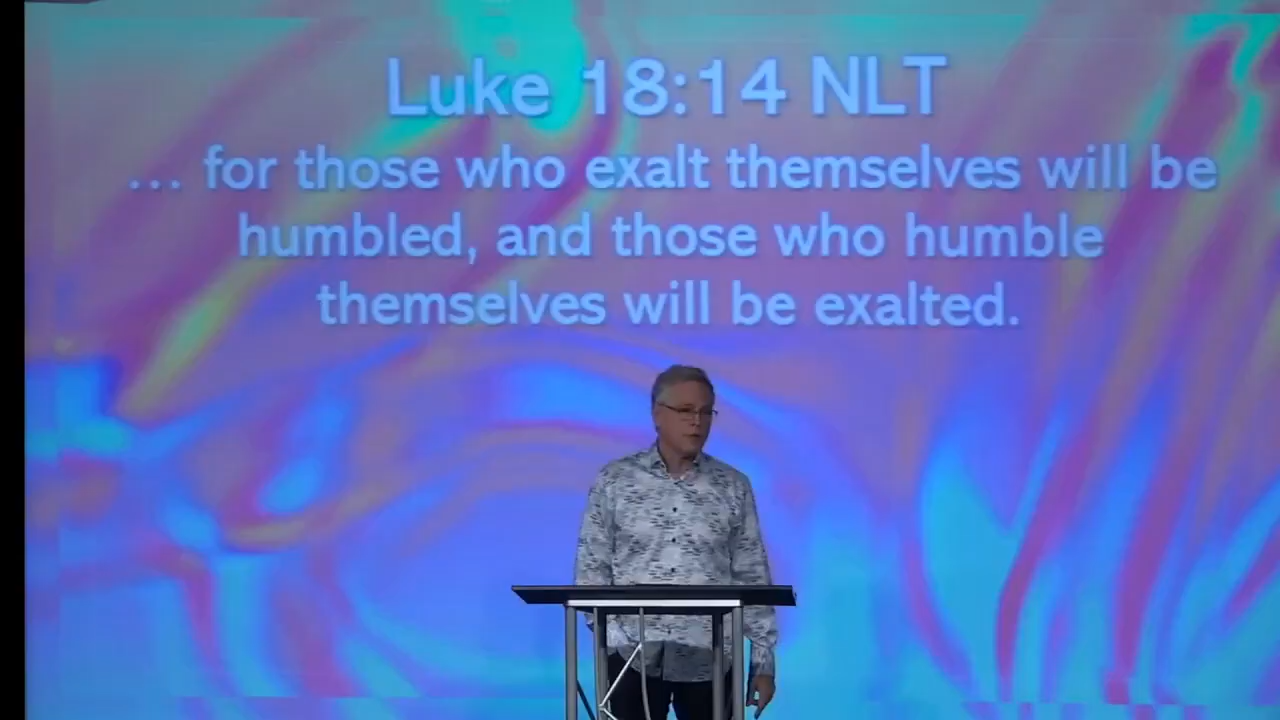 Luke 18:14 NLT
... for those who exalt themselves will be
humbled, and those who humble
themselves will be exalted.